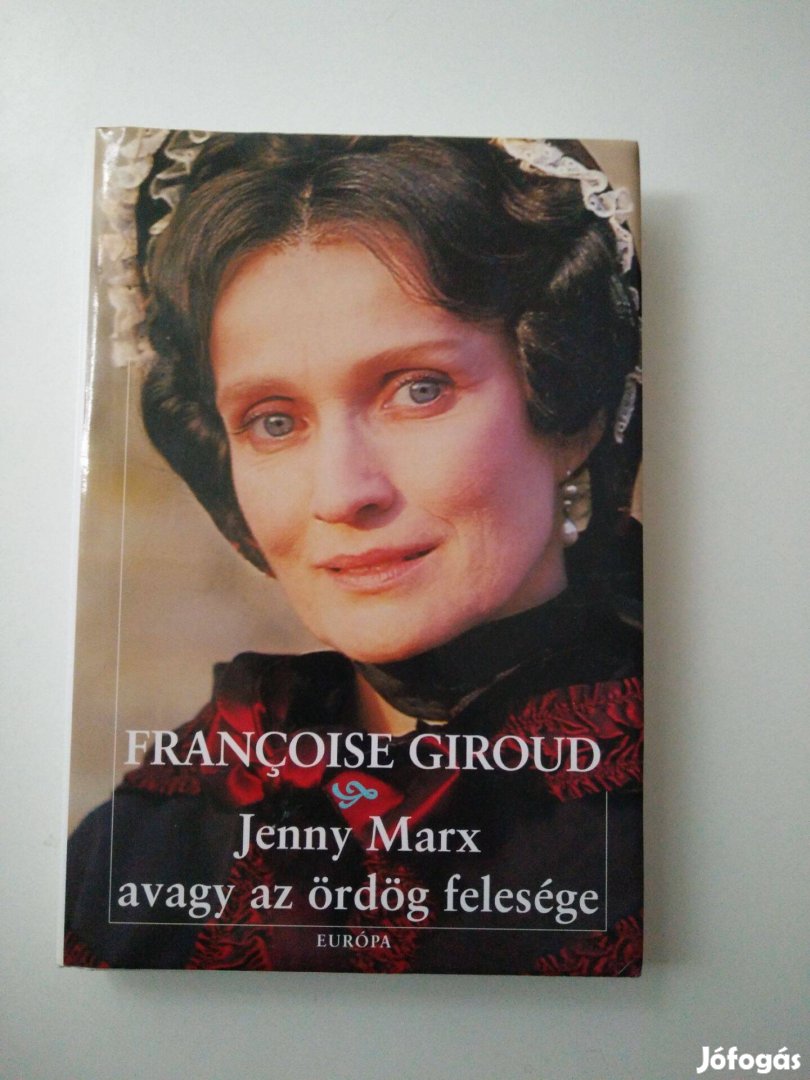 FRANÇOISE GIROUD
Jenny Marx
avagy az ördög felesége
EURÓPA
Jófogás